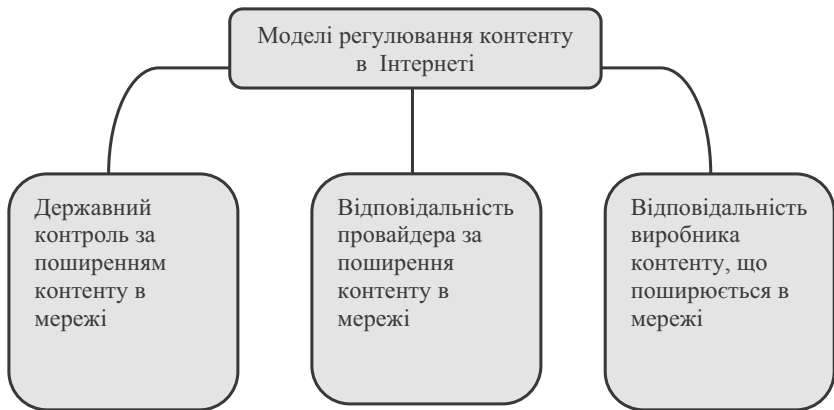 Моделі регулювання контенту
в Інтернеті
Державний
контроль за
поширенням
контенту в
мережі
Відповідальність
провайдера за
поширення
контенту в
мережі
Відповідальність
виробника
контенту, що
поширюється в
мережі